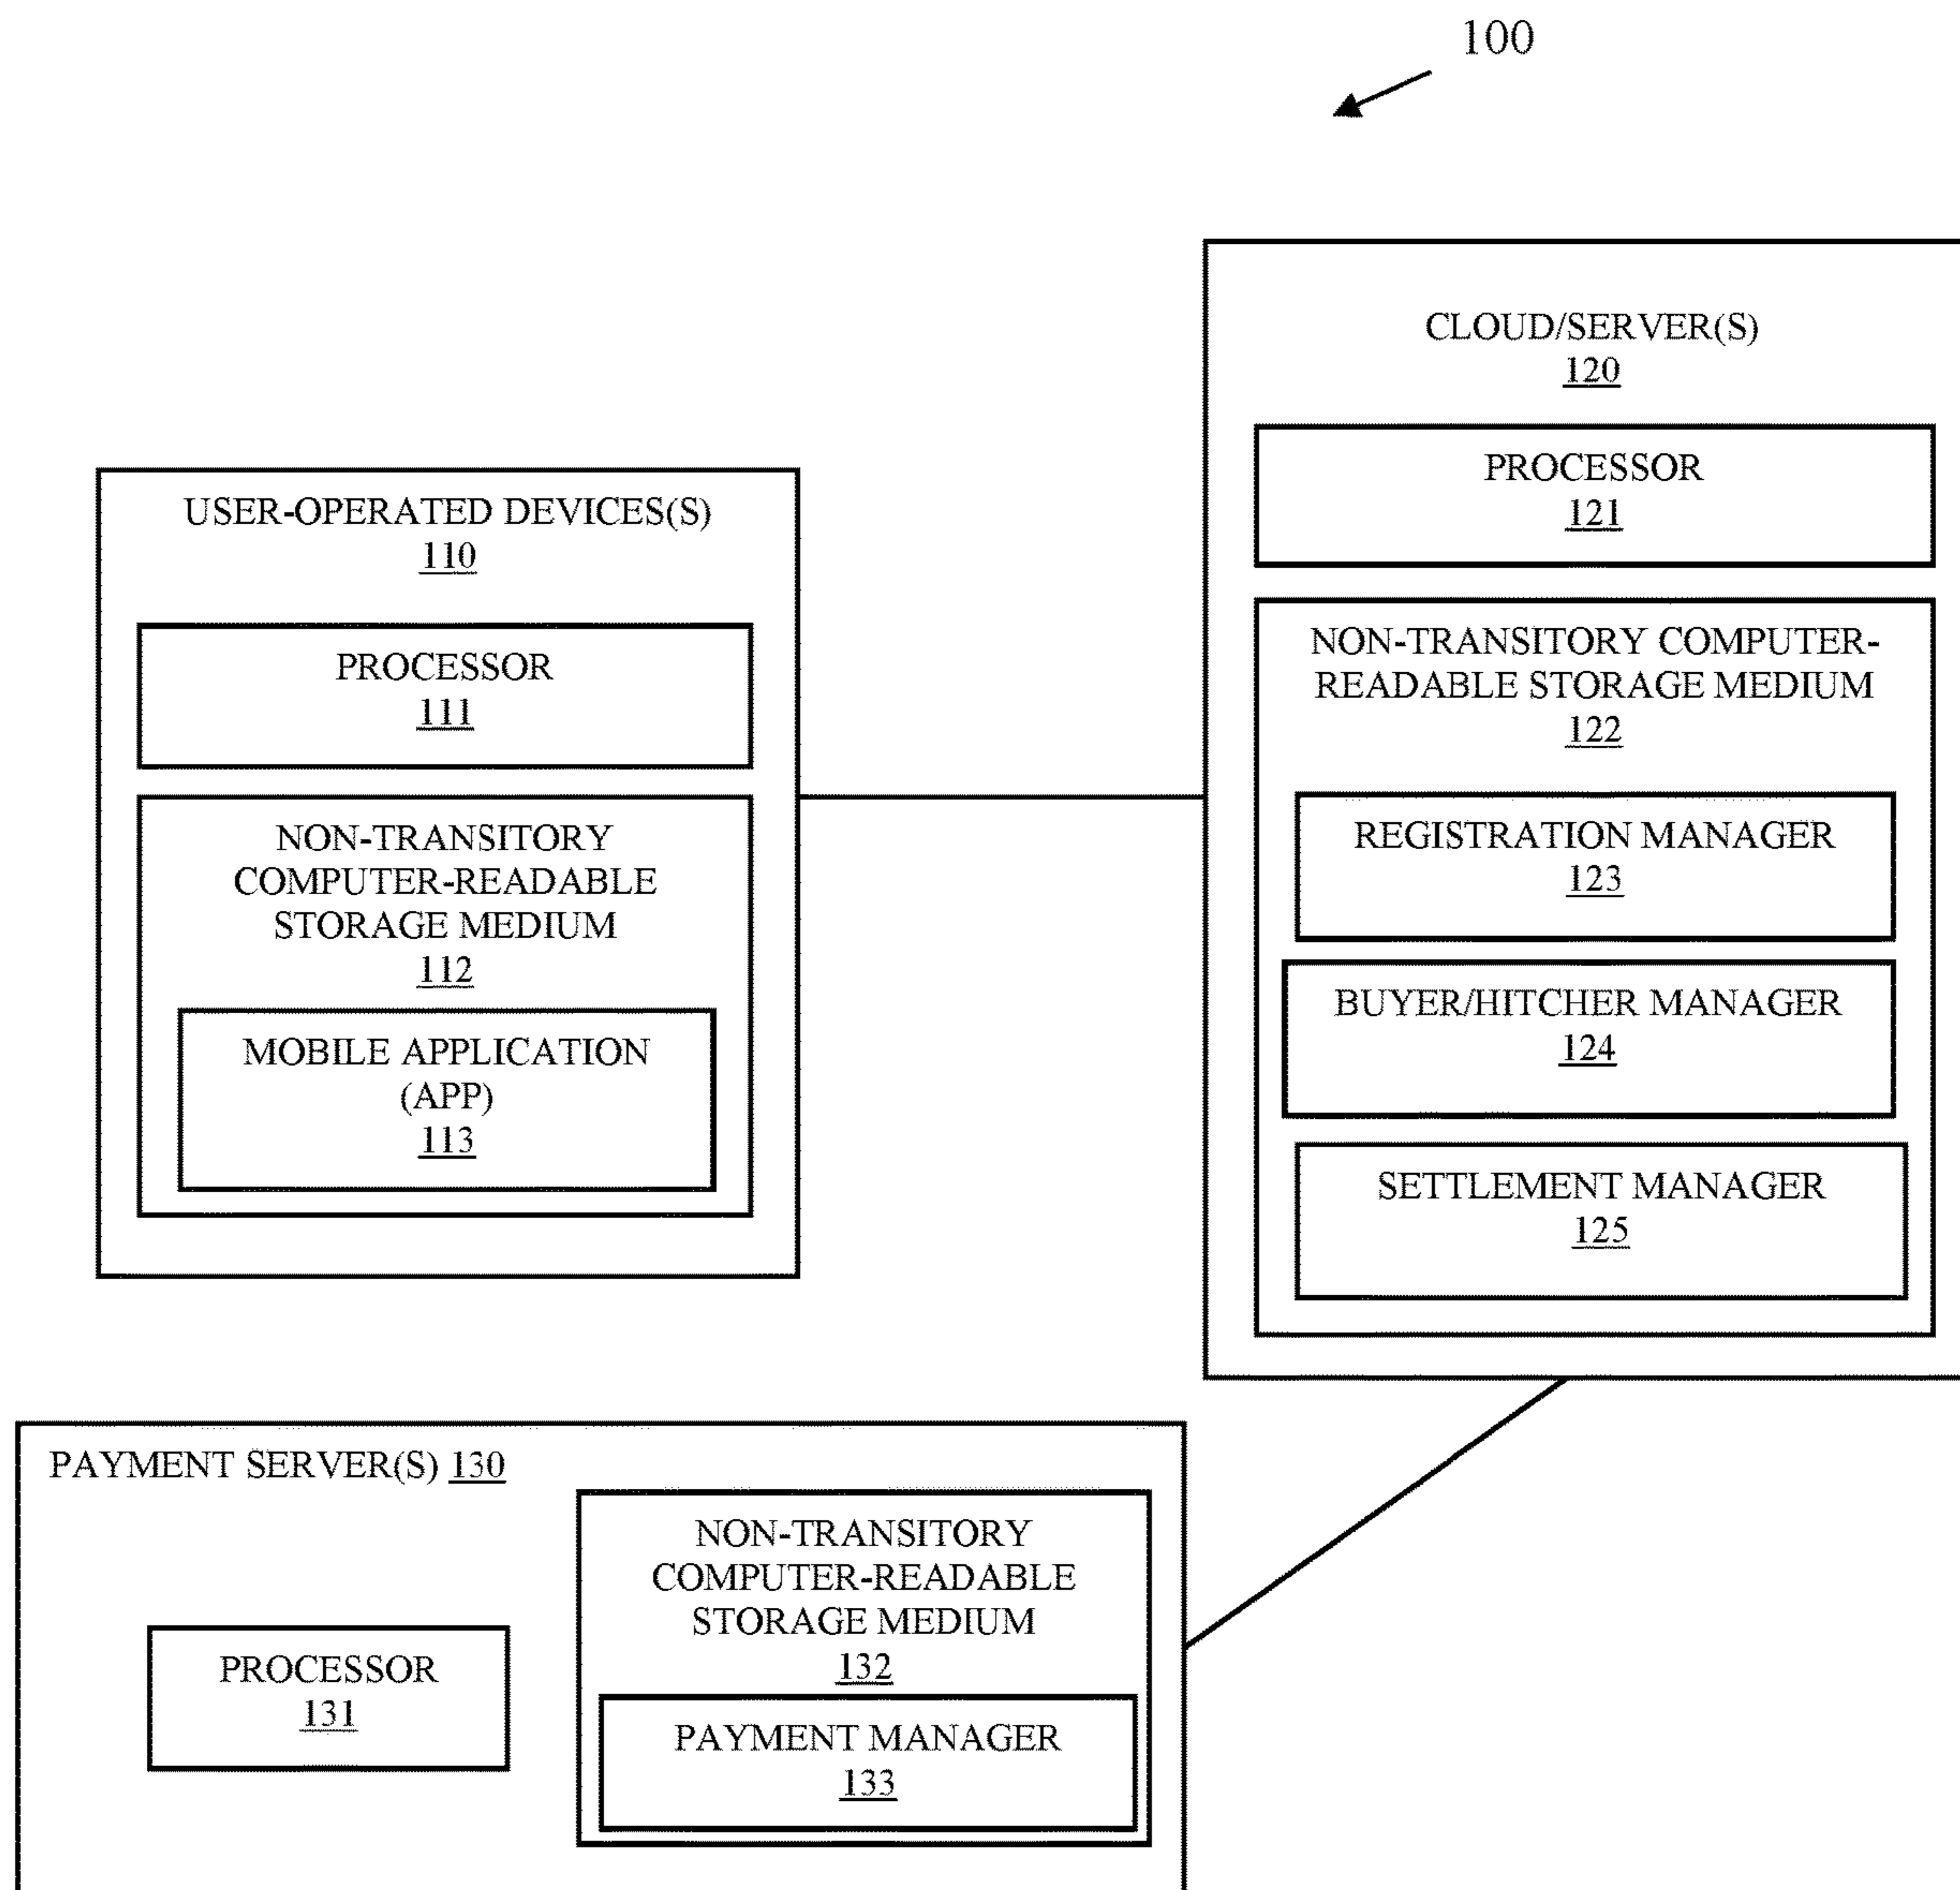 100
CLOUD/SERVER(S)
120
PROCESSOR
121
NON-TRANSITORY COMPUTER-
READABLE STORAGE MEDIUM
122
REGISTRATION MANAGER
123
BUYER/HITCHER MANAGER
124
SETTLEMENT MANAGER
125
USER-OPERATED DEVICES(S)
110
PROCESSOR
111
NON-TRANSITORY
COMPUTER-READABLE
STORAGE MEDIUM
112
MOBILE APPLICATION
(APP)
113
PAYMENT SERVER(S) 130
PROCESSOR
131
NON-TRANSITORY
COMPUTER-READABLE
STORAGE MEDIUM
132
PAYMENT MANAGER
133